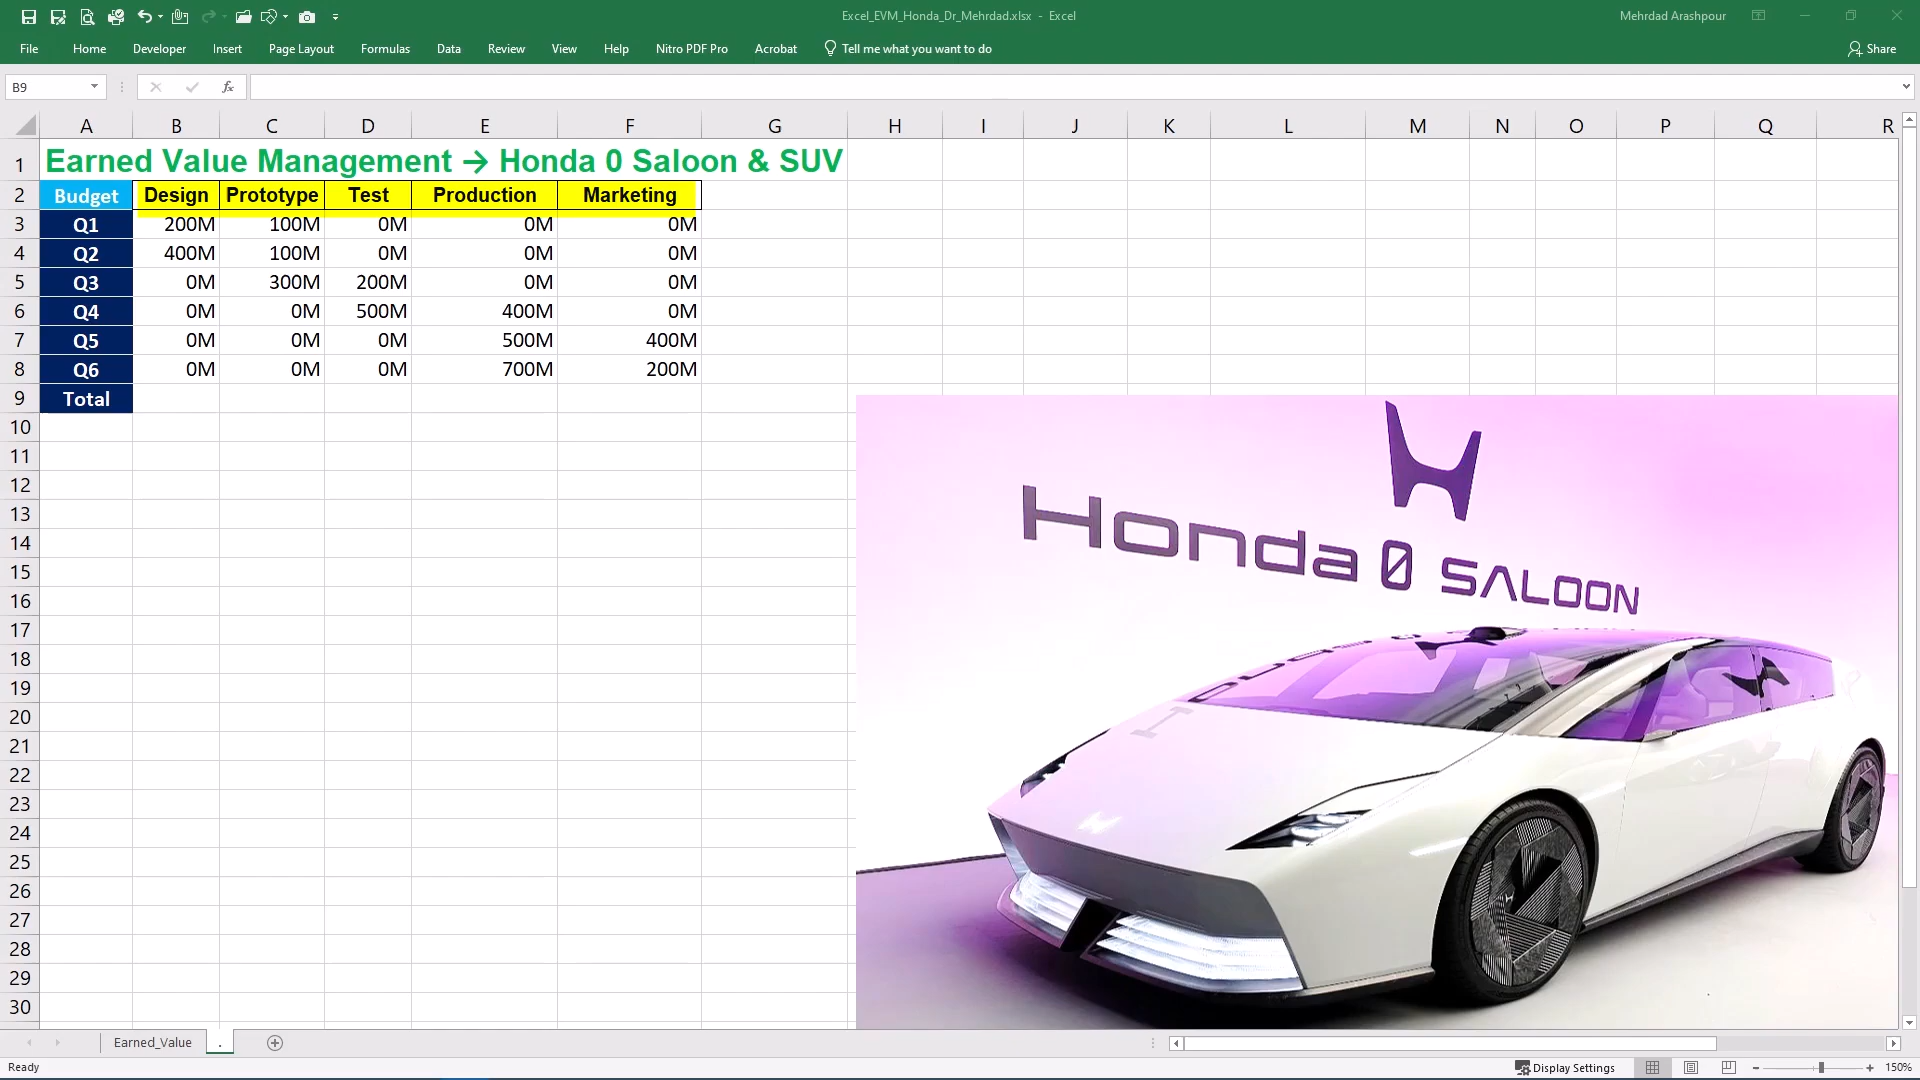 Excel_EVM_Honda_Dr_Mehrdad.xlsx - Excel
Mehrdad Arashpour
File Home Developer Insert Page Layout Formulas Data Review View Help Nitro PDF Pro Acrobat Tell me what you want to do Share
B9 fx
A B C D E F G H I J K L M N O P Q R
1 Earned Value Management → Honda 0 Saloon & SUV
2 Budget Design Prototype Test Production Marketing
3 Q1 200M 100M 0M 0M 0M
4 Q2 400M 100M 0M 0M 0M
5 Q3 0M 300M 200M 0M 0M
6 Q4 0M 0M 500M 400M 0M
7 Q5 0M 0M 0M 500M 400M
8 Q6 0M 0M 0M 700M 200M
9 Total
10
11
12
13
14
15
16
17
18
19
20
21
22
23
24
25
26
27
28
29
30
Honda 0 SALOON
Earned_Value .
Ready Display Settings 150%